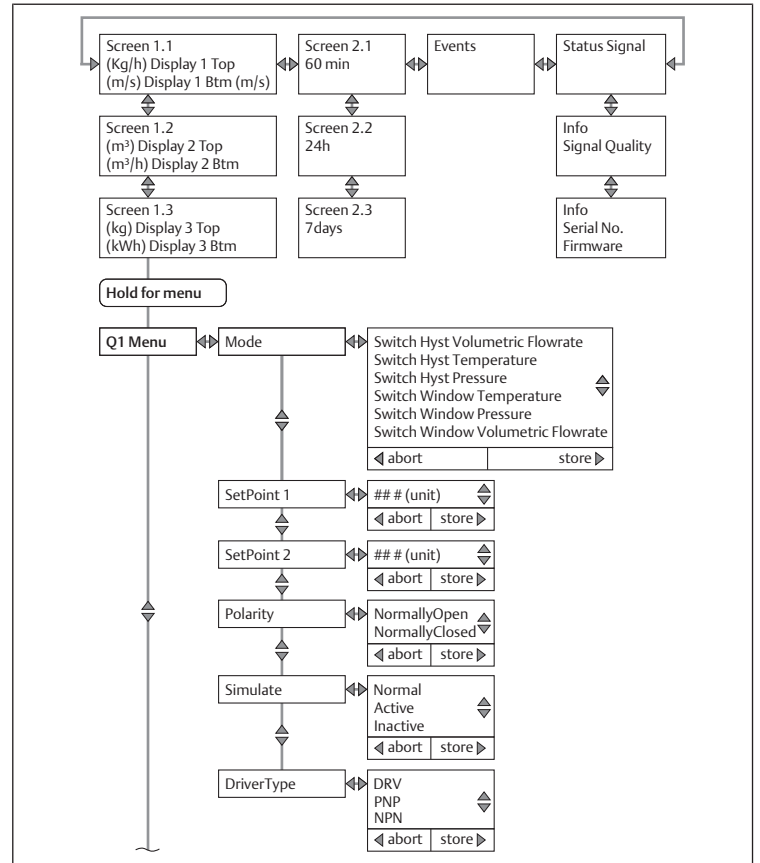 Screen 1.1
(Kg/h) Display 1 Top
(m/s) Display 1 Btm (m/s)
Screen 2.1
60 min
Events
Status Signal
Screen 1.2
(m³) Display 2 Top
(m³/h) Display 2 Btm
Screen 2.2
24h
Info
Signal Quality
Screen 1.3
(kg) Display 3 Top
(kWh) Display 3 Btm
Screen 2.3
7days
Info
Serial No.
Firmware
Hold for menu
Q1 Menu
Mode
Switch Hyst Volumetric Flowrate
Switch Hyst Temperature
Switch Hyst Pressure
Switch Window Temperature
Switch Window Pressure
Switch Window Volumetric Flowrate
abort
store
SetPoint 1
## # (unit)
abort
store
SetPoint 2
## # (unit)
abort
store
Polarity
NormallyOpen
NormallyClosed
abort
store
Simulate
Normal
Active
Inactive
abort
store
DriverType
DRV
PNP
NPN
abort
store